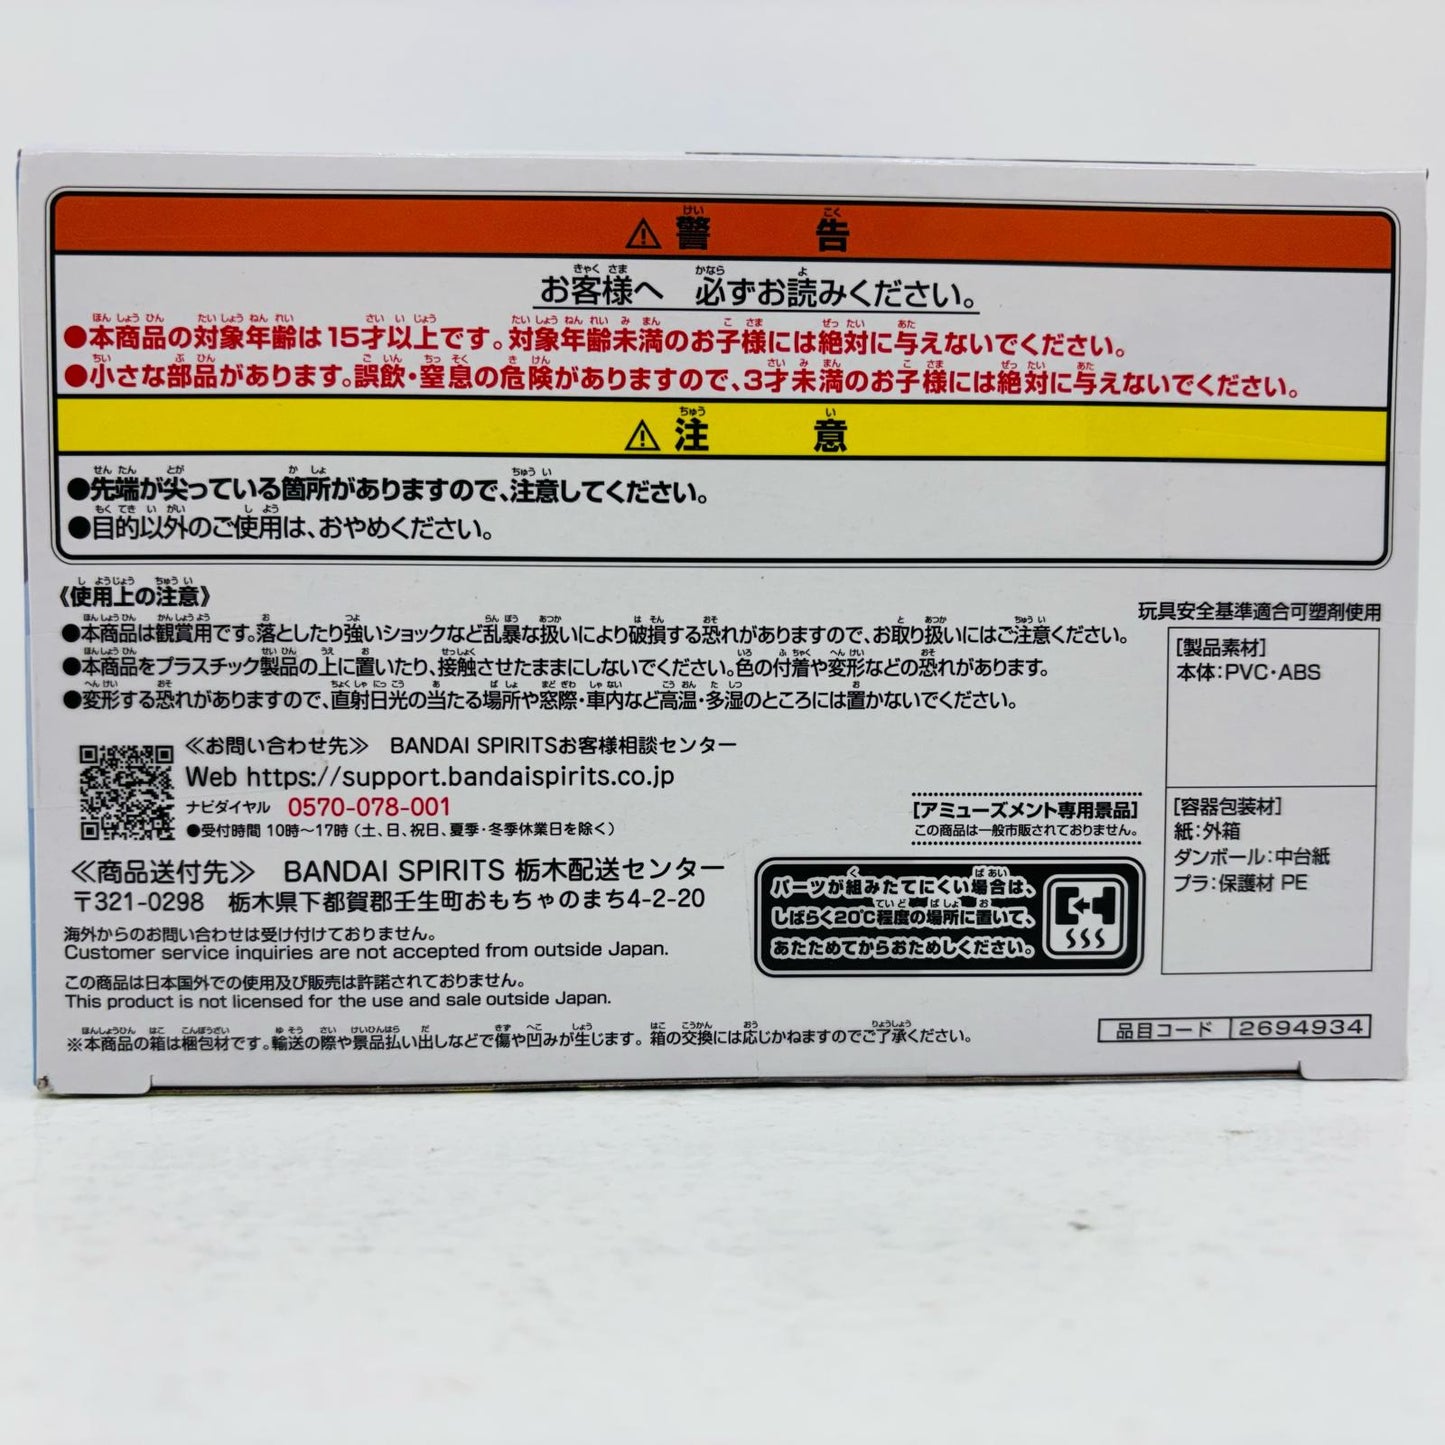 ⚠警告
お客様へ 必ずお読みください。
●本商品の対象年齢は15才以上です。対象年齢未満のお子様には絶対に与えないでください。
●小さな部品があります。誤飲・窒息の危険がありますので、3才未満のお子様には絶対に与えないでください。
⚠注意
●先端が尖っている箇所がありますので、注意してください。
●目的以外のご使用は、おやめください。
《使用上の注意》
●本商品は観賞用です。落としたり強いショックなど乱暴な扱いにより破損する恐れがありますので、お取り扱いにはご注意ください。
●本商品をプラスチック製品の上に置いたり、接触させたままにしないでください。色の付着や変形などの恐れがあります。
●変形する恐れがありますので、直射日光の当たる場所や窓際・車内など高温・多湿のところには置かないでください。
玩具安全基準適合可塑剤使用
[製品素材]
本体:PVC・ABS
[容器包装材]
紙:外箱
ダンボール:中台紙
プラ:保護材 PE
≪お問い合わせ先≫ BANDAI SPIRITSお客様相談センター
Web https://support.bandaispirits.co.jp
ナビダイヤル 0570-078-001
●受付時間 10時〜17時(土、日、祝日、夏季・冬季休業日を除く)
[アミューズメント専用景品]
この商品は一般市販されておりません。
≪商品送付先≫ BANDAI SPIRITS 栃木配送センター
〒321-0298 栃木県下都賀郡壬生町おもちゃのまち4-2-20
パーツが組みたてにくい場合は、
しばらく20℃程度の場所に置いて、
あたためてからおためしください。
海外からのお問い合わせは受け付けておりません。
Customer service inquiries are not accepted from outside Japan.
この商品は日本国外での使用及び販売は許諾されておりません。
This product is not licensed for the use and sale outside Japan.
※本商品の箱は梱包材です。輸送の際や景品払い出しなどで傷や凹みが生じます。箱の交換には応じかねますのでご了承ください。
品目コード 2694934